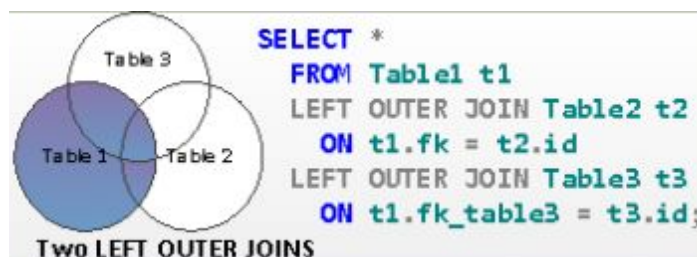 Table 3
Table 1
Table 2
Two LEFT OUTER JOINS
SELECT *
FROM Table1 t1
LEFT OUTER JOIN Table2 t2
ON t1.fk = t2.id
LEFT OUTER JOIN Table3 t3
ON t1.fk_table3 = t3.id;